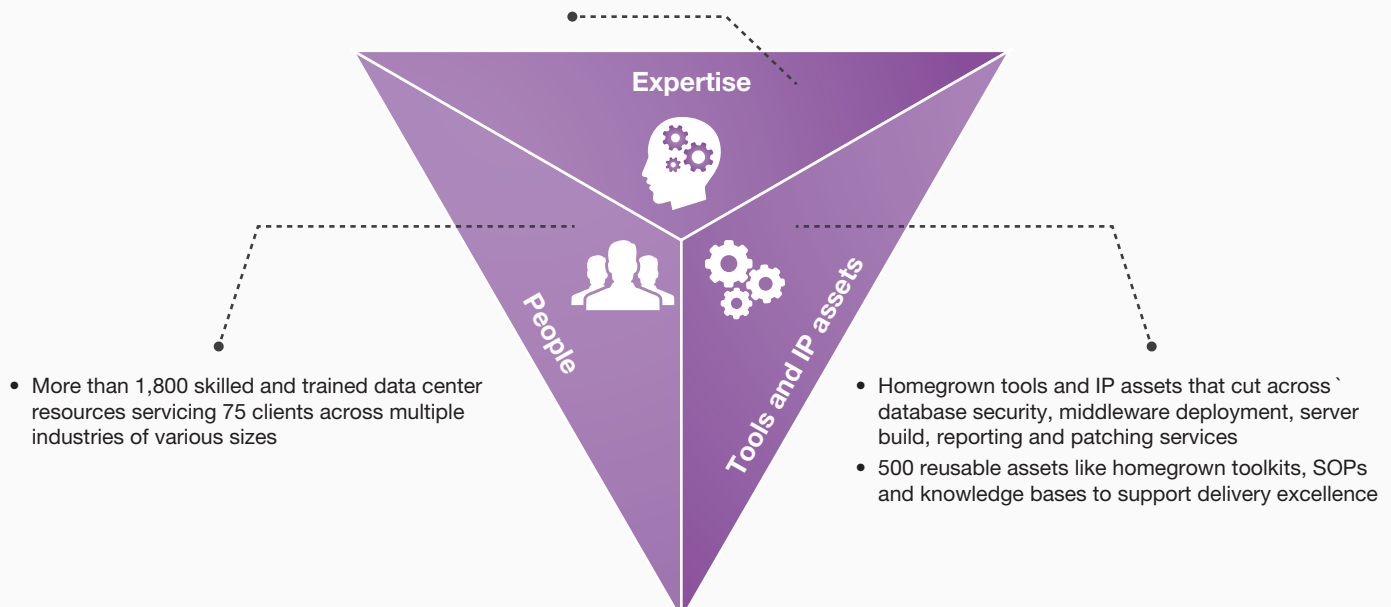 Expertise
People
Tools and IP assets
• More than 1,800 skilled and trained data center
resources servicing 75 clients across multiple
industries of various sizes
• Homegrown tools and IP assets that cut across `
database security, middleware deployment, server
build, reporting and patching services
• 500 reusable assets like homegrown toolkits, SOPs
and knowledge bases to support delivery excellence